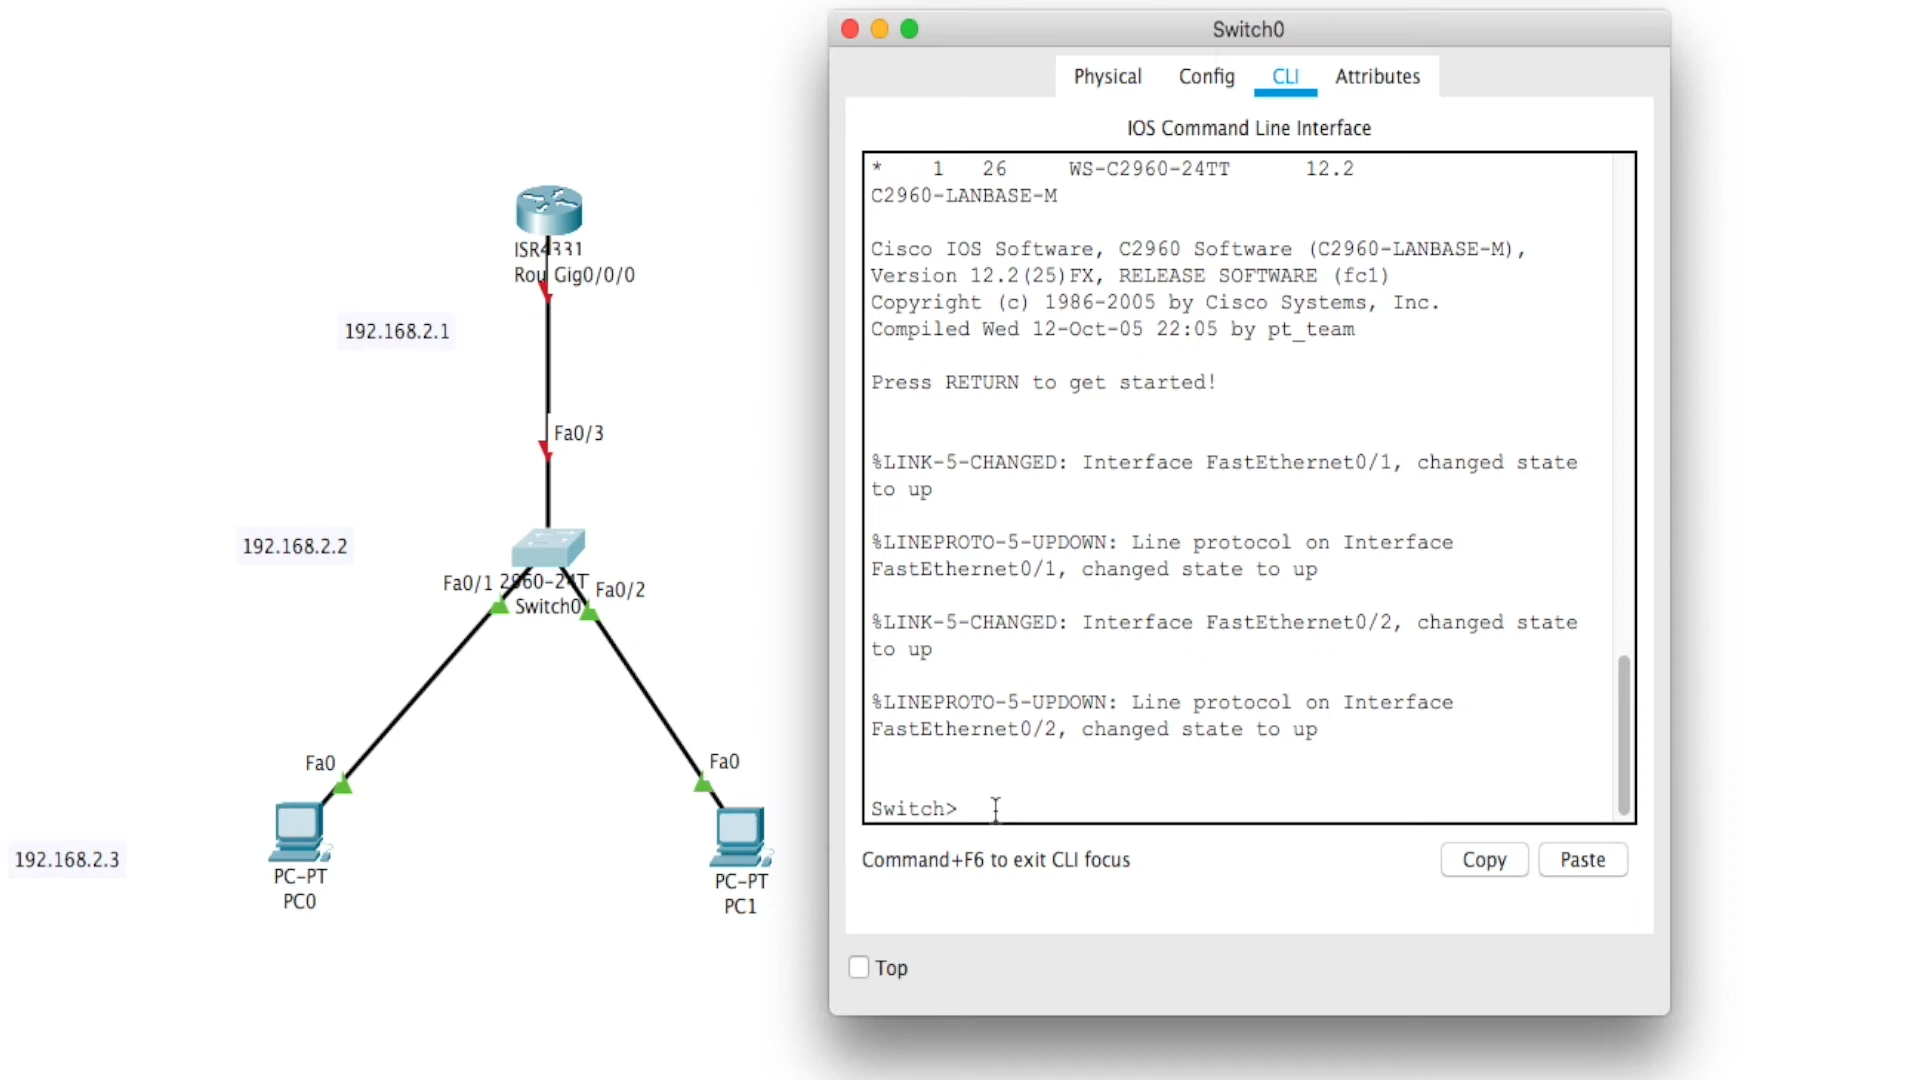 Switch0
Physical Config CLI Attributes
IOS Command Line Interface
* 1 26 WS-C2960-24TT 12.2
C2960-LANBASE-M
Cisco IOS Software, C2960 Software (C2960-LANBASE-M),
Version 12.2(25)FX, RELEASE SOFTWARE (fc1)
Copyright (c) 1986-2005 by Cisco Systems, Inc.
Compiled Wed 12-Oct-05 22:05 by pt_team
Press RETURN to get started!
%LINK-5-CHANGED: Interface FastEthernet0/1, changed state
to up
%LINEPROTO-5-UPDOWN: Line protocol on Interface
FastEthernet0/1, changed state to up
%LINK-5-CHANGED: Interface FastEthernet0/2, changed state
to up
%LINEPROTO-5-UPDOWN: Line protocol on Interface
FastEthernet0/2, changed state to up
Switch>
Command+F6 to exit CLI focus
Copy Paste
Top
ISR4331
Rou Gig0/0/0
192.168.2.1
Fa0/3
192.168.2.2
Fa0/1 2960-24T Fa0/2
Switch0
Fa0
Fa0
192.168.2.3
PC-PT
PC0
PC-PT
PC1